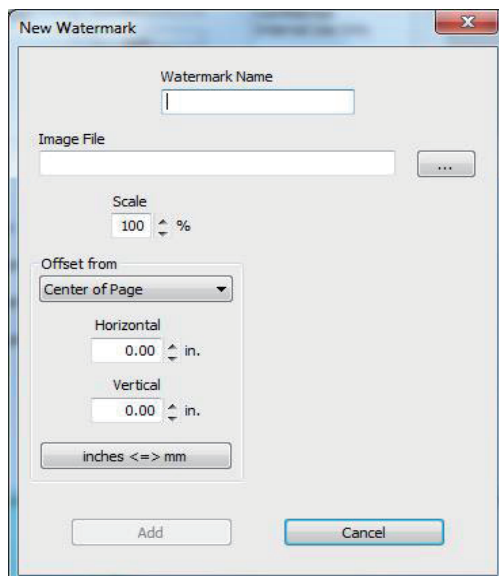 New Watermark
Watermark Name
Image File
...
Scale
100 %
Offset from
Center of Page
Horizontal
0.00 in.
Vertical
0.00 in.
inches <=> mm
Add Cancel